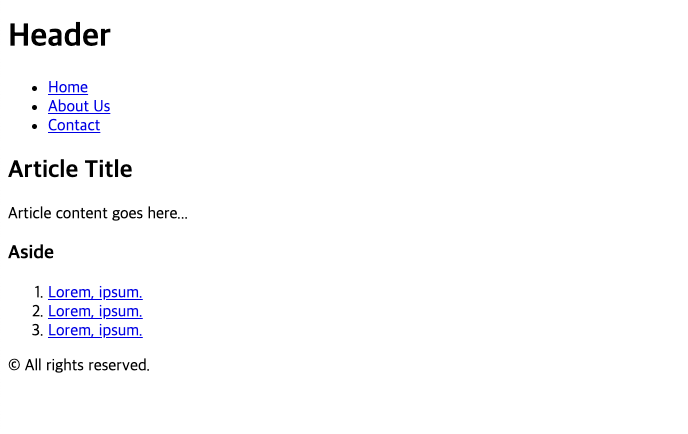 Header
• Home
• About Us
• Contact
Article Title
Article content goes here...
Aside
1. Lorem, ipsum.
2. Lorem, ipsum.
3. Lorem, ipsum.
© All rights reserved.